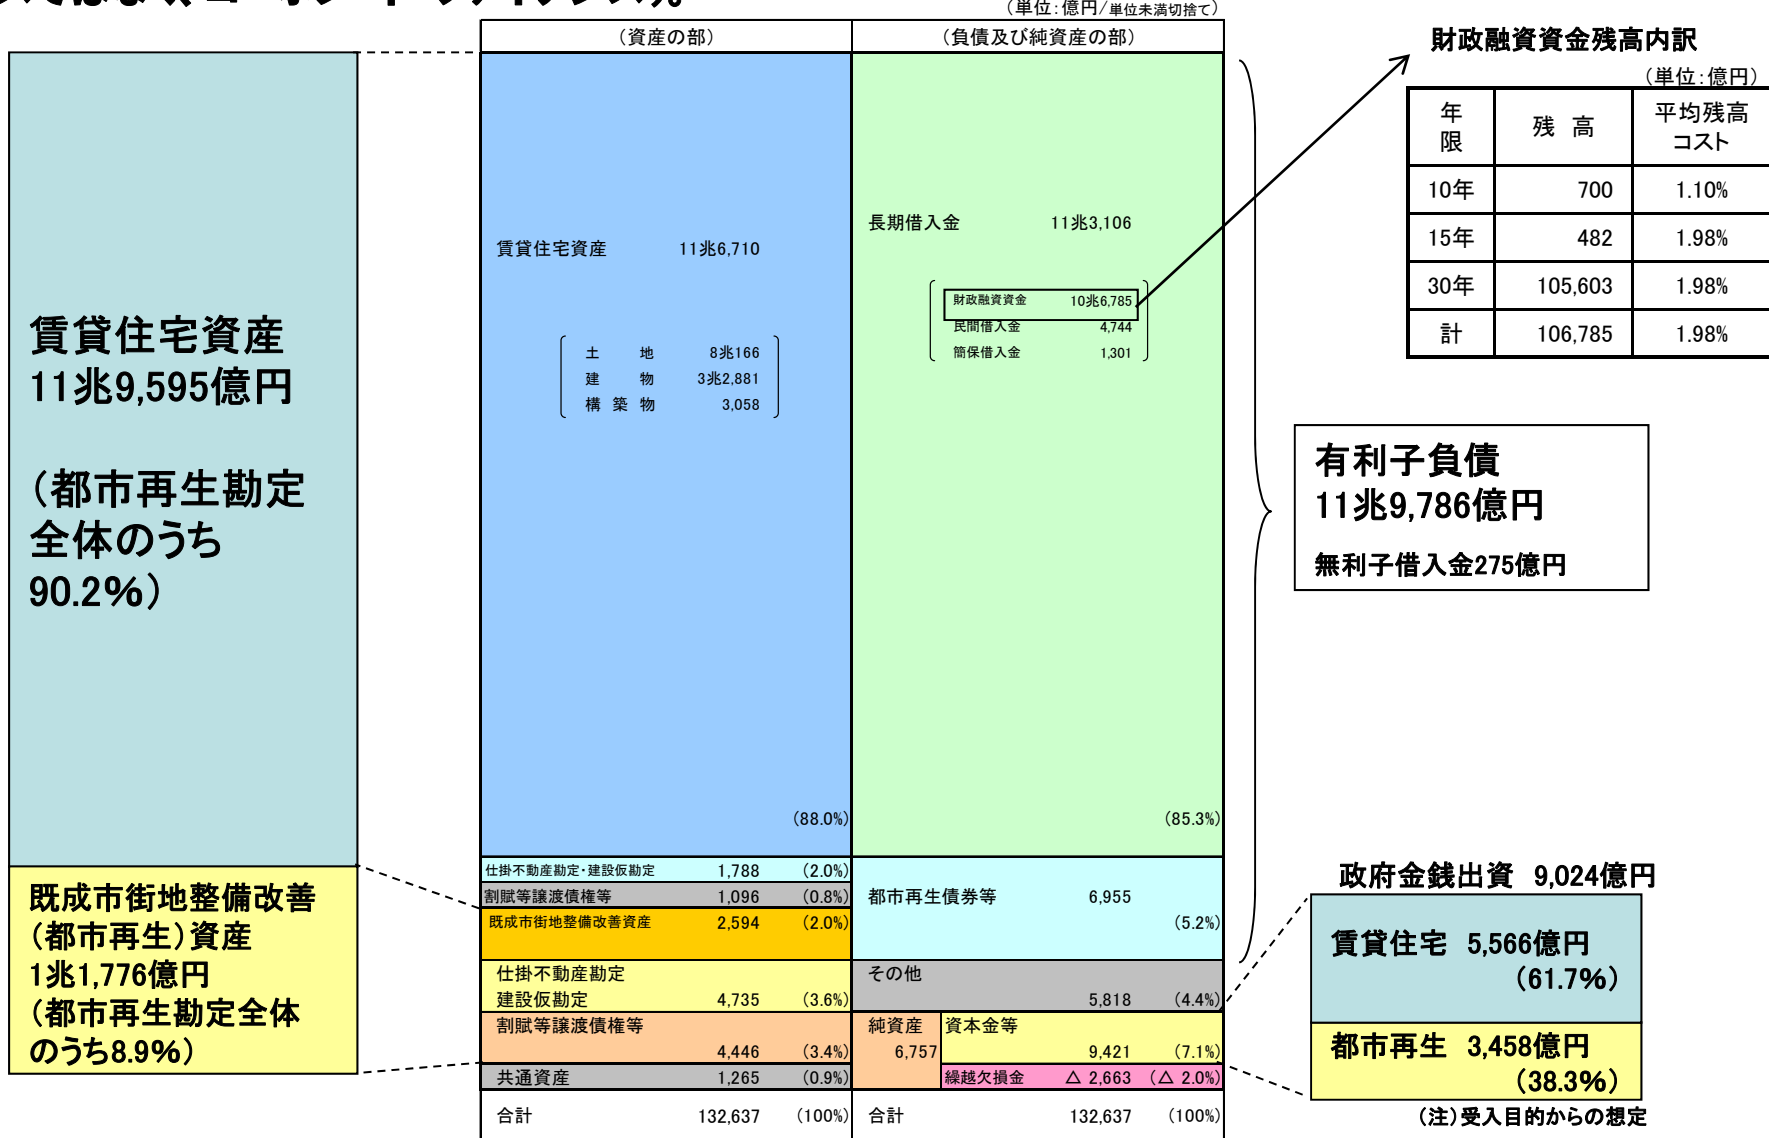 （単位：億円/単位未満切捨て）
（資産の部）
（負債及び純資産の部）
賃貸住宅資産
11兆9,595億円
（都市再生勘定
全体のうち
90.2%）
既成市街地整備改善
（都市再生）資産
1兆1,776億円
（都市再生勘定全体
のうち8.9%）
賃貸住宅資産 11兆6,710
土　地 8兆166
建　物 3兆2,881
構築物 3,058
（88.0%）
仕掛不動産勘定・建設仮勘定 1,788 （2.0%）
割賦等譲渡債権等 1,096 （0.8%）
既成市街地整備改善資産 2,594 （2.0%）
仕掛不動産勘定
建設仮勘定 4,735 （3.6%）
割賦等譲渡債権等
4,446 （3.4%）
共通資産 1,265 （0.9%）
合計 132,637 （100%）
長期借入金 11兆3,106
財政融資資金 10兆6,785
民間借入金 4,744
簡保借入金 1,301
（85.3%）
都市再生債券等 6,955
（5.2%）
その他
5,818 （4.4%）
純資産
6,757
資本金等
9,421 （7.1%）
繰越欠損金 △ 2,663 （△ 2.0%）
合計 132,637 （100%）
財政融資資金残高内訳
（単位：億円）
年限 残 高 平均残高コスト
10年 700 1.10%
15年 482 1.98%
30年 105,603 1.98%
計 106,785 1.98%
有利子負債
11兆9,786億円
無利子借入金275億円
政府金銭出資 9,024億円
賃貸住宅 5,566億円
（61.7%）
都市再生 3,458億円
（38.3%）
（注）受入目的からの想定